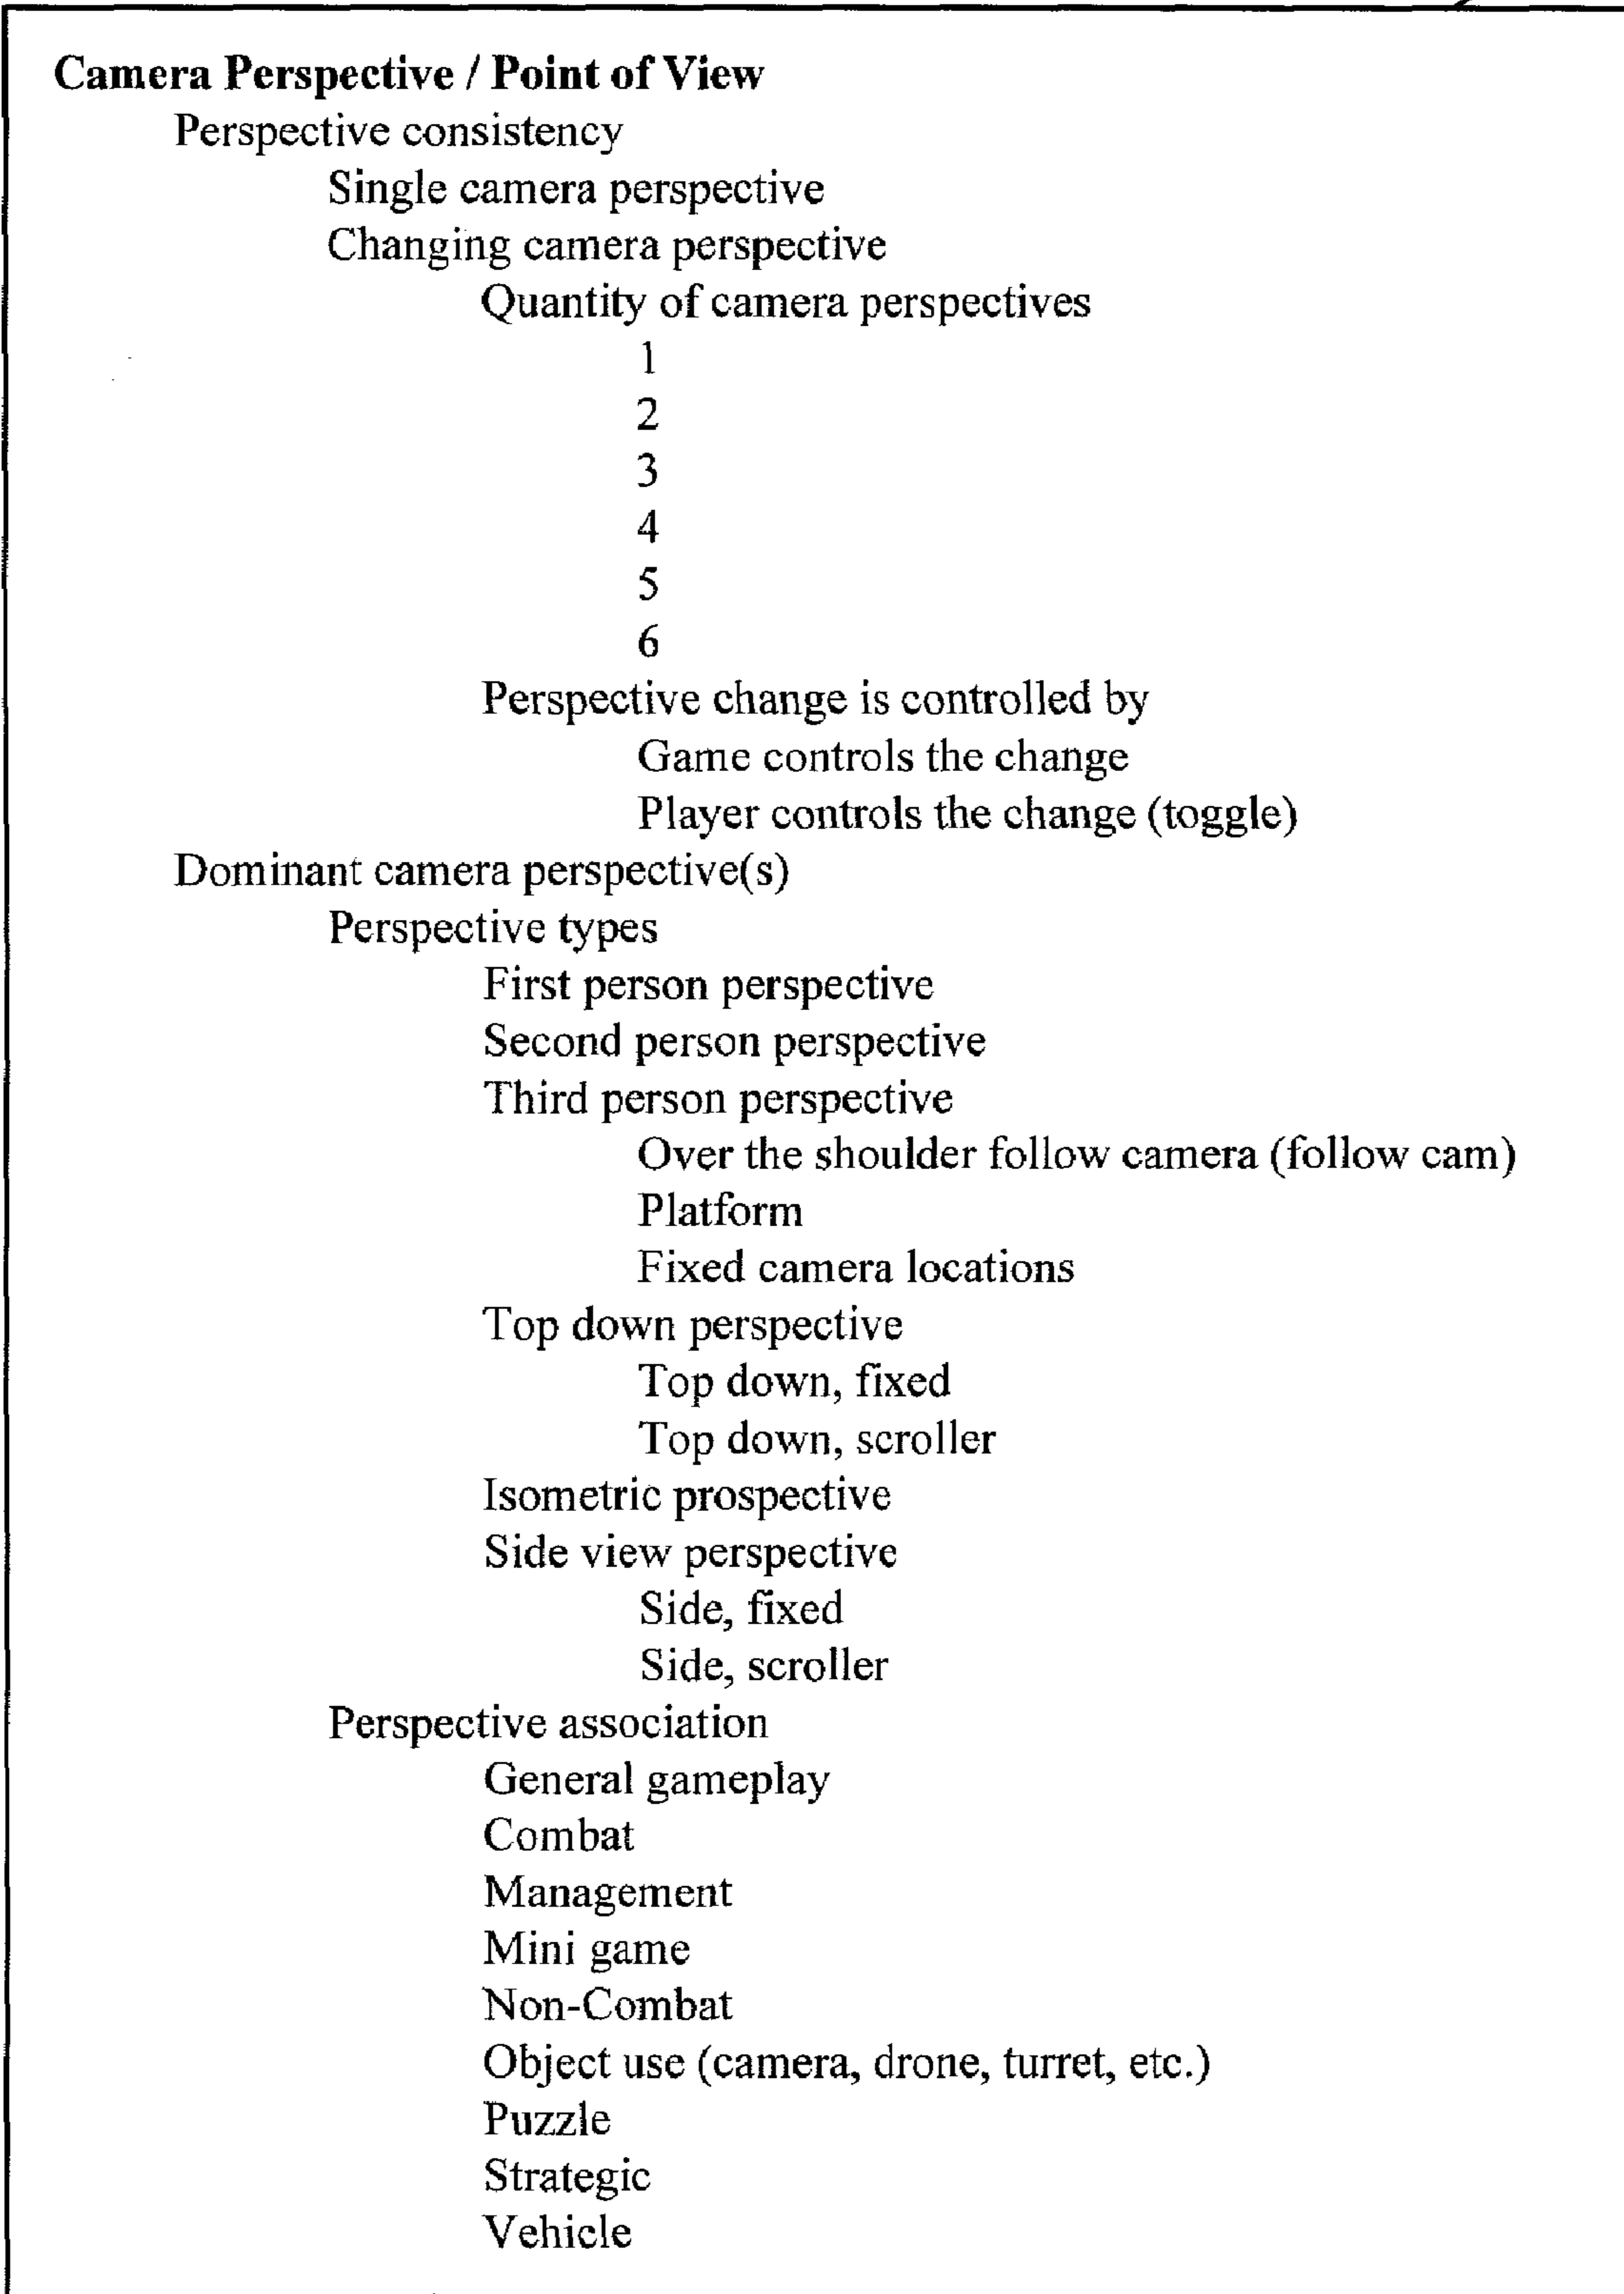 Camera Perspective / Point of View
Perspective consistency
Single camera perspective
Changing camera perspective
Quantity of camera perspectives
1
2
3
4
5
6
Perspective change is controlled by
Game controls the change
Player controls the change (toggle)
Dominant camera perspective(s)
Perspective types
First person perspective
Second person perspective
Third person perspective
Over the shoulder follow camera (follow cam)
Platform
Fixed camera locations
Top down perspective
Top down, fixed
Top down, scroller
Isometric prospective
Side view perspective
Side, fixed
Side, scroller
Perspective association
General gameplay
Combat
Management
Mini game
Non-Combat
Object use (camera, drone, turret, etc.)
Puzzle
Strategic
Vehicle